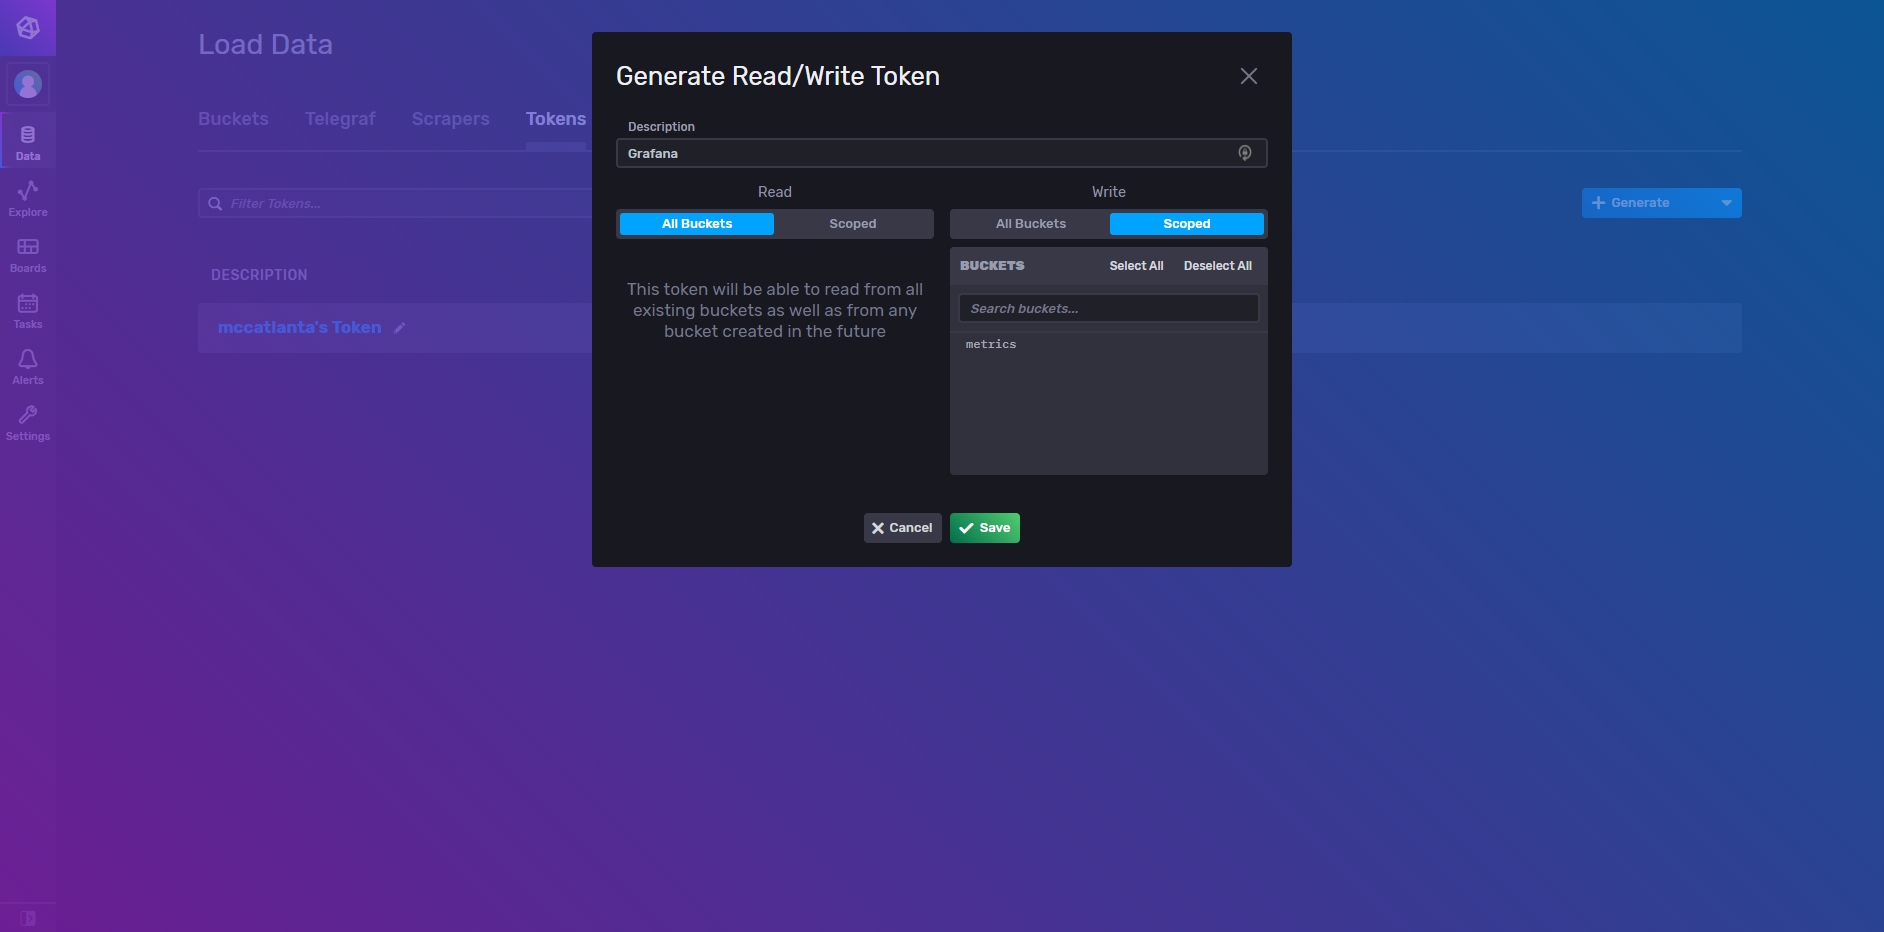 Load Data
Buckets
Telegraf
Scrapers
Tokens
Filter Tokens...
Generate
DESCRIPTION
mccatlanta's Token
Data
Explore
Boards
Tasks
Alerts
Settings
Generate Read/Write Token
Description
Grafana
Read
All Buckets
Scoped
This token will be able to read from all
existing buckets as well as from any
bucket created in the future
Write
All Buckets
Scoped
BUCKETS
Select All
Deselect All
Search buckets...
metrics
Cancel
Save